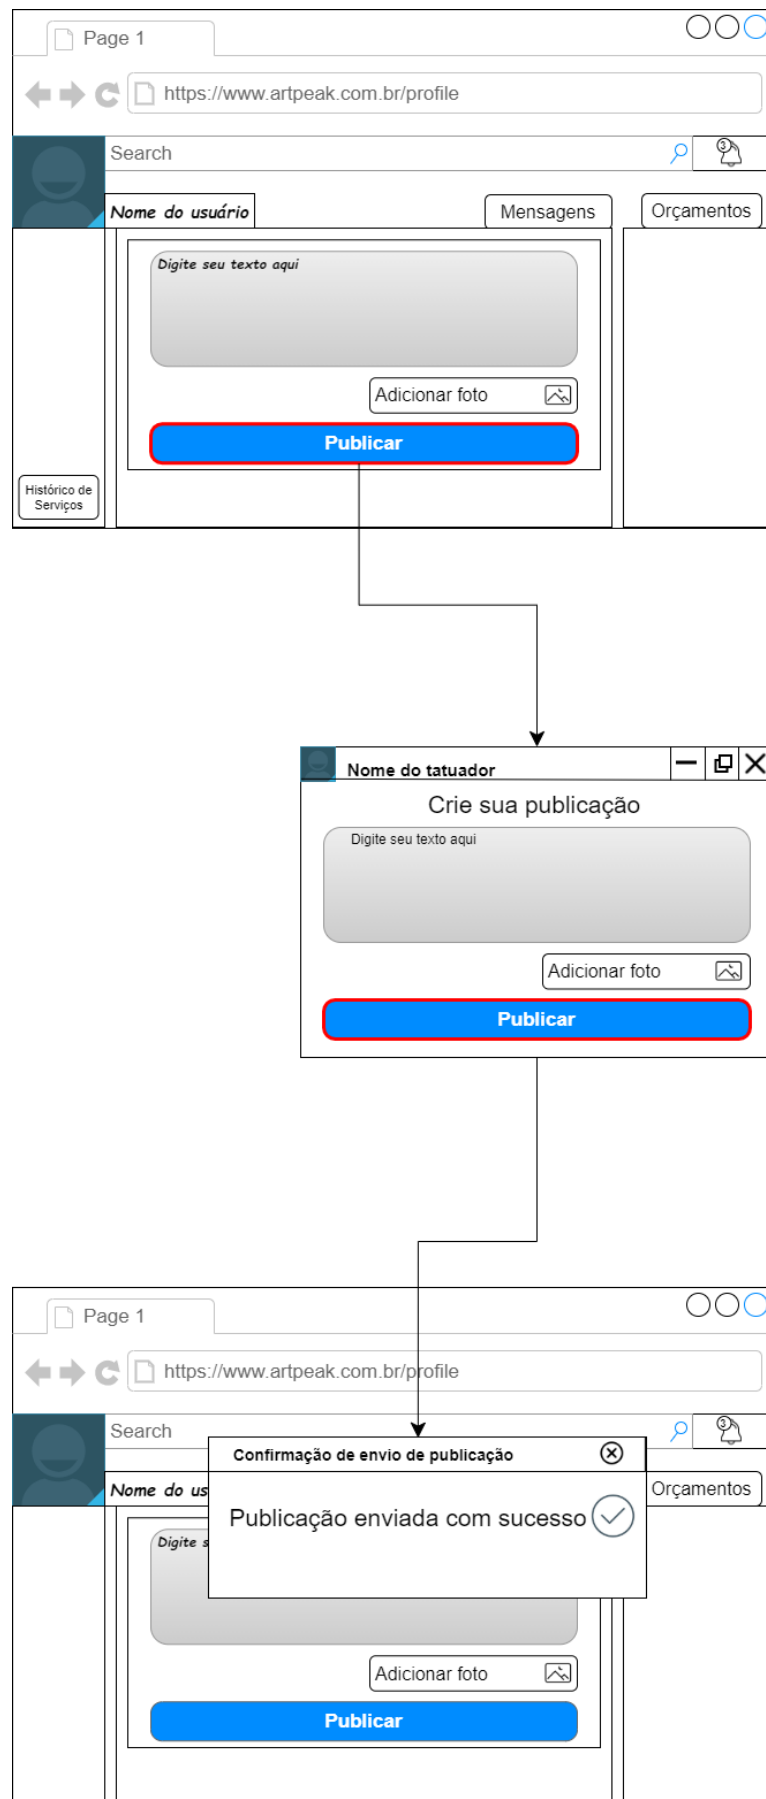 Page 1
https://www.artpeak.com.br/profile
Search
3
Nome do usuário
Mensagens
Orçamentos
Digite seu texto aqui
Adicionar foto
Publicar
Histórico de
Serviços
Nome do tatuador
Crie sua publicação
Digite seu texto aqui
Adicionar foto
Publicar
Page 1
https://www.artpeak.com.br/profile
Search
3
Confirmação de envio de publicação
Nome do us
Orçamentos
Publicação enviada com sucesso
Digite s
Adicionar foto
Publicar